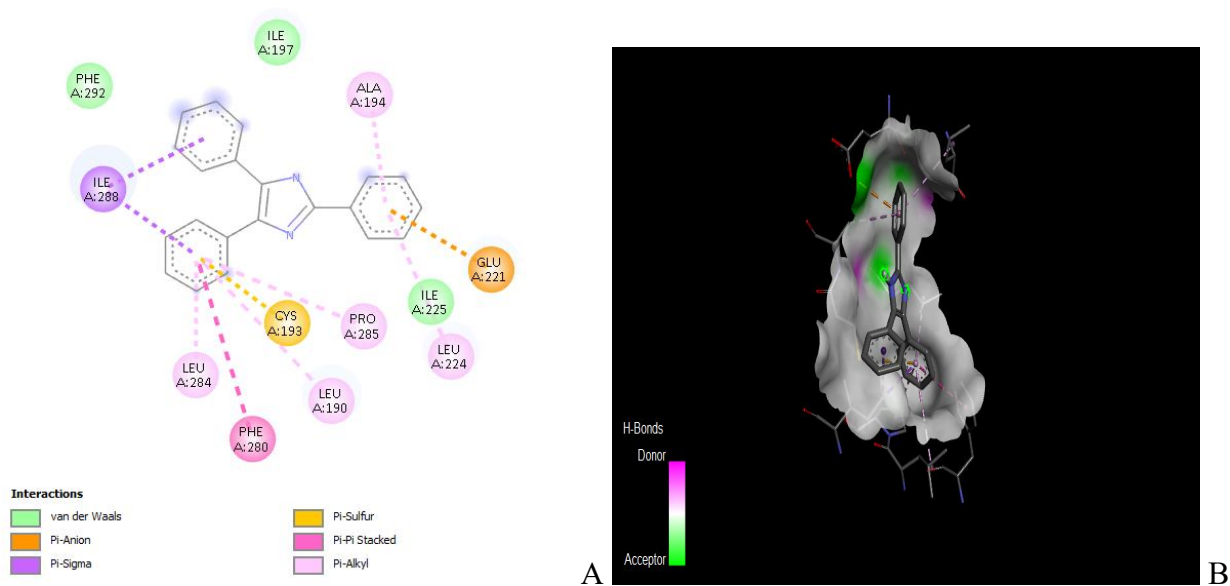 ILE
A:197
PHE
A:292
ALA
A:194
ILE
A:288
N
N
GLU
A:221
ILE
A:225
CYS
A:193
PRO
A:285
LEU
A:224
LEU
A:284
LEU
A:190
PHE
A:280
Interactions
van der Waals
Pi-Anion
Pi-Sigma
Pi-Sulfur
Pi-Pi Stacked
Pi-Alkyl
A
H-Bonds
Donor
Acceptor
B